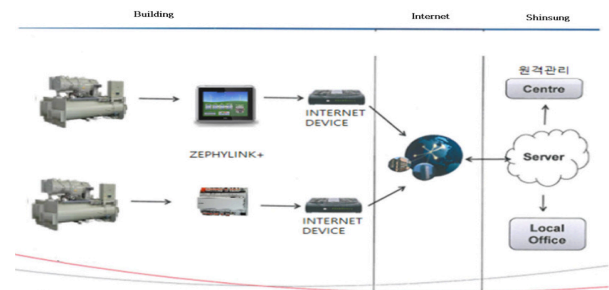 Building
Internet
Shinsung
원격관리
Centre
INTERNET
DEVICE
ZEPHYLINK+
Server
INTERNET
DEVICE
Local
Office